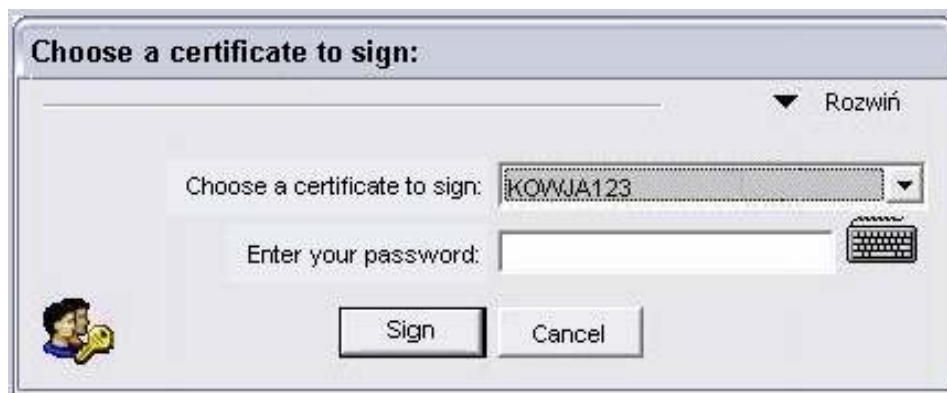 Choose a certificate to sign:
Rozwiń
Choose a certificate to sign: KOWJA123
Enter your password:
Sign Cancel